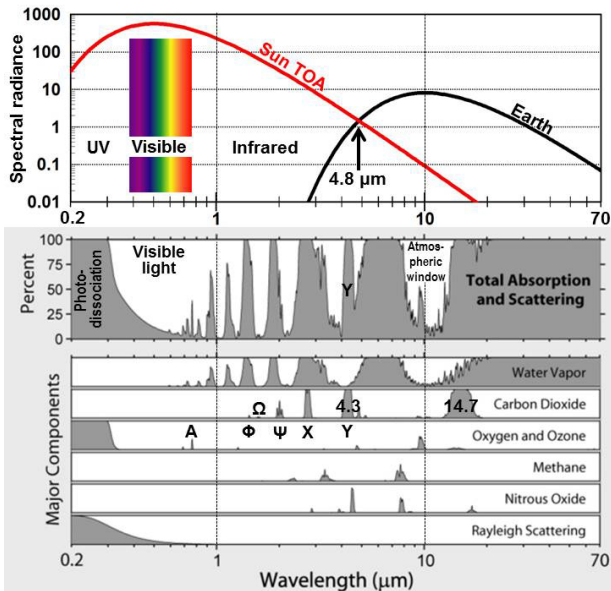 Spectral radiance
1000
100
10
1
0.1
0.01
Sun TOA
Earth
UV
Visible
Infrared
4.8 µm
0.2
1
10
70
Percent
100
75
50
25
0
Photo-
dissociation
Visible
light
Y
Atmos-
pheric
window
Total Absorption
and Scattering
Major Components
Water Vapor
Ω
4.3
14.7
Carbon Dioxide
A
Φ
Ψ
X
Y
Oxygen and Ozone
Methane
Nitrous Oxide
Rayleigh Scattering
0.2
1
10
70
Wavelength (µm)